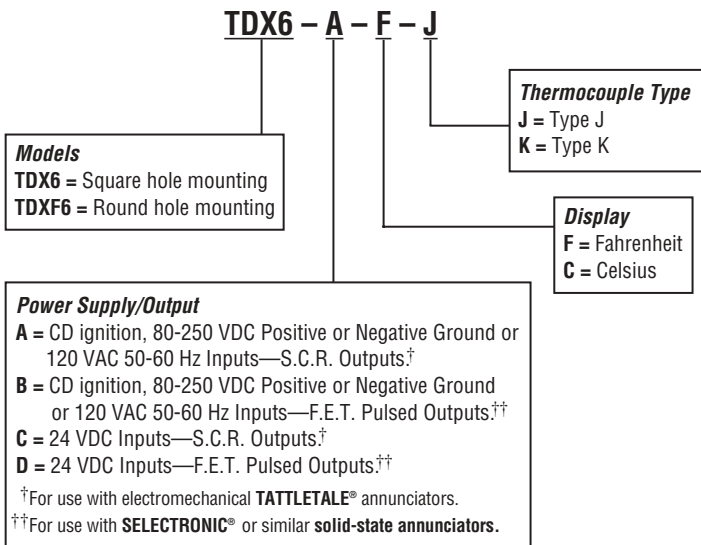 TDX6 – A – F – J
Thermocouple Type
J = Type J
K = Type K
Models
TDX6 = Square hole mounting
TDXF6 = Round hole mounting
Display
F = Fahrenheit
C = Celsius
Power Supply/Output
A = CD ignition, 80-250 VDC Positive or Negative Ground or
120 VAC 50-60 Hz Inputs—S.C.R. Outputs.†
B = CD ignition, 80-250 VDC Positive or Negative Ground
or 120 VAC 50-60 Hz Inputs—F.E.T. Pulsed Outputs.††
C = 24 VDC Inputs—S.C.R. Outputs.†
D = 24 VDC Inputs—F.E.T. Pulsed Outputs.††
†For use with electromechanical TATTLETALE® annunciators.
††For use with SELECTRONIC® or similar solid-state annunciators.